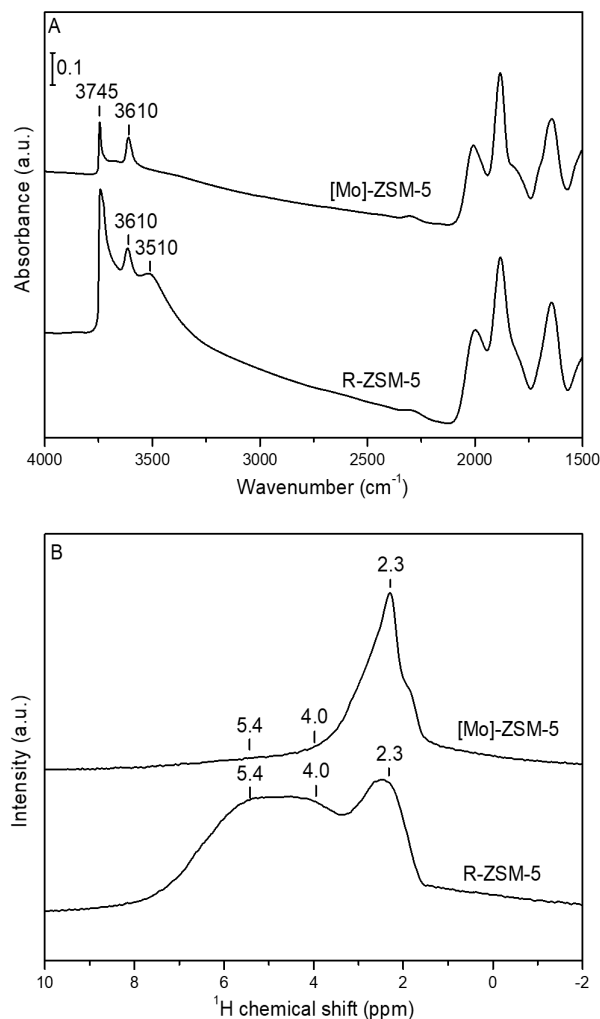 A
0.1
3745
3610
[Mo]-ZSM-5
3610
3510
R-ZSM-5
Absorbance (a.u.)
4000 3500 3000 2500 2000 1500
Wavenumber (cm⁻¹)
B
2.3
5.4 4.0
[Mo]-ZSM-5
5.4 4.0 2.3
R-ZSM-5
Intensity (a.u.)
10 8 6 4 2 0 -2
¹H chemical shift (ppm)